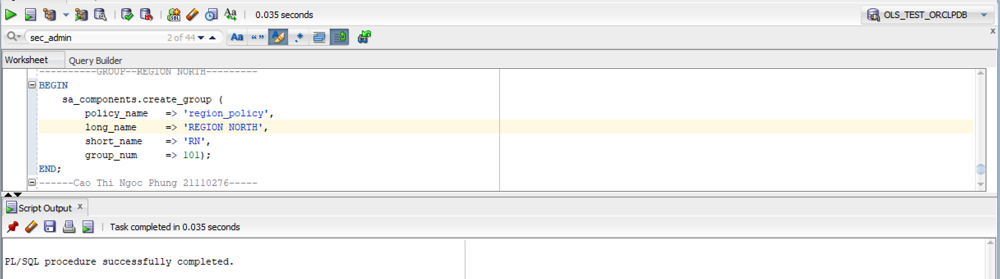 0.035 seconds
OLS_TEST_ORCLPDB
sec_admin 2 of 44 Aa “ ” .*
Worksheet Query Builder
----------GROUP--REGION NORTH---------
BEGIN
sa_components.create_group (
policy_name => 'region_policy',
long_name => 'REGION NORTH',
short_name => 'RN',
group_num => 101);
END;
------Cao Thi Ngoc Phung 21110276-----
Script Output x
Task completed in 0.035 seconds
PL/SQL procedure successfully completed.